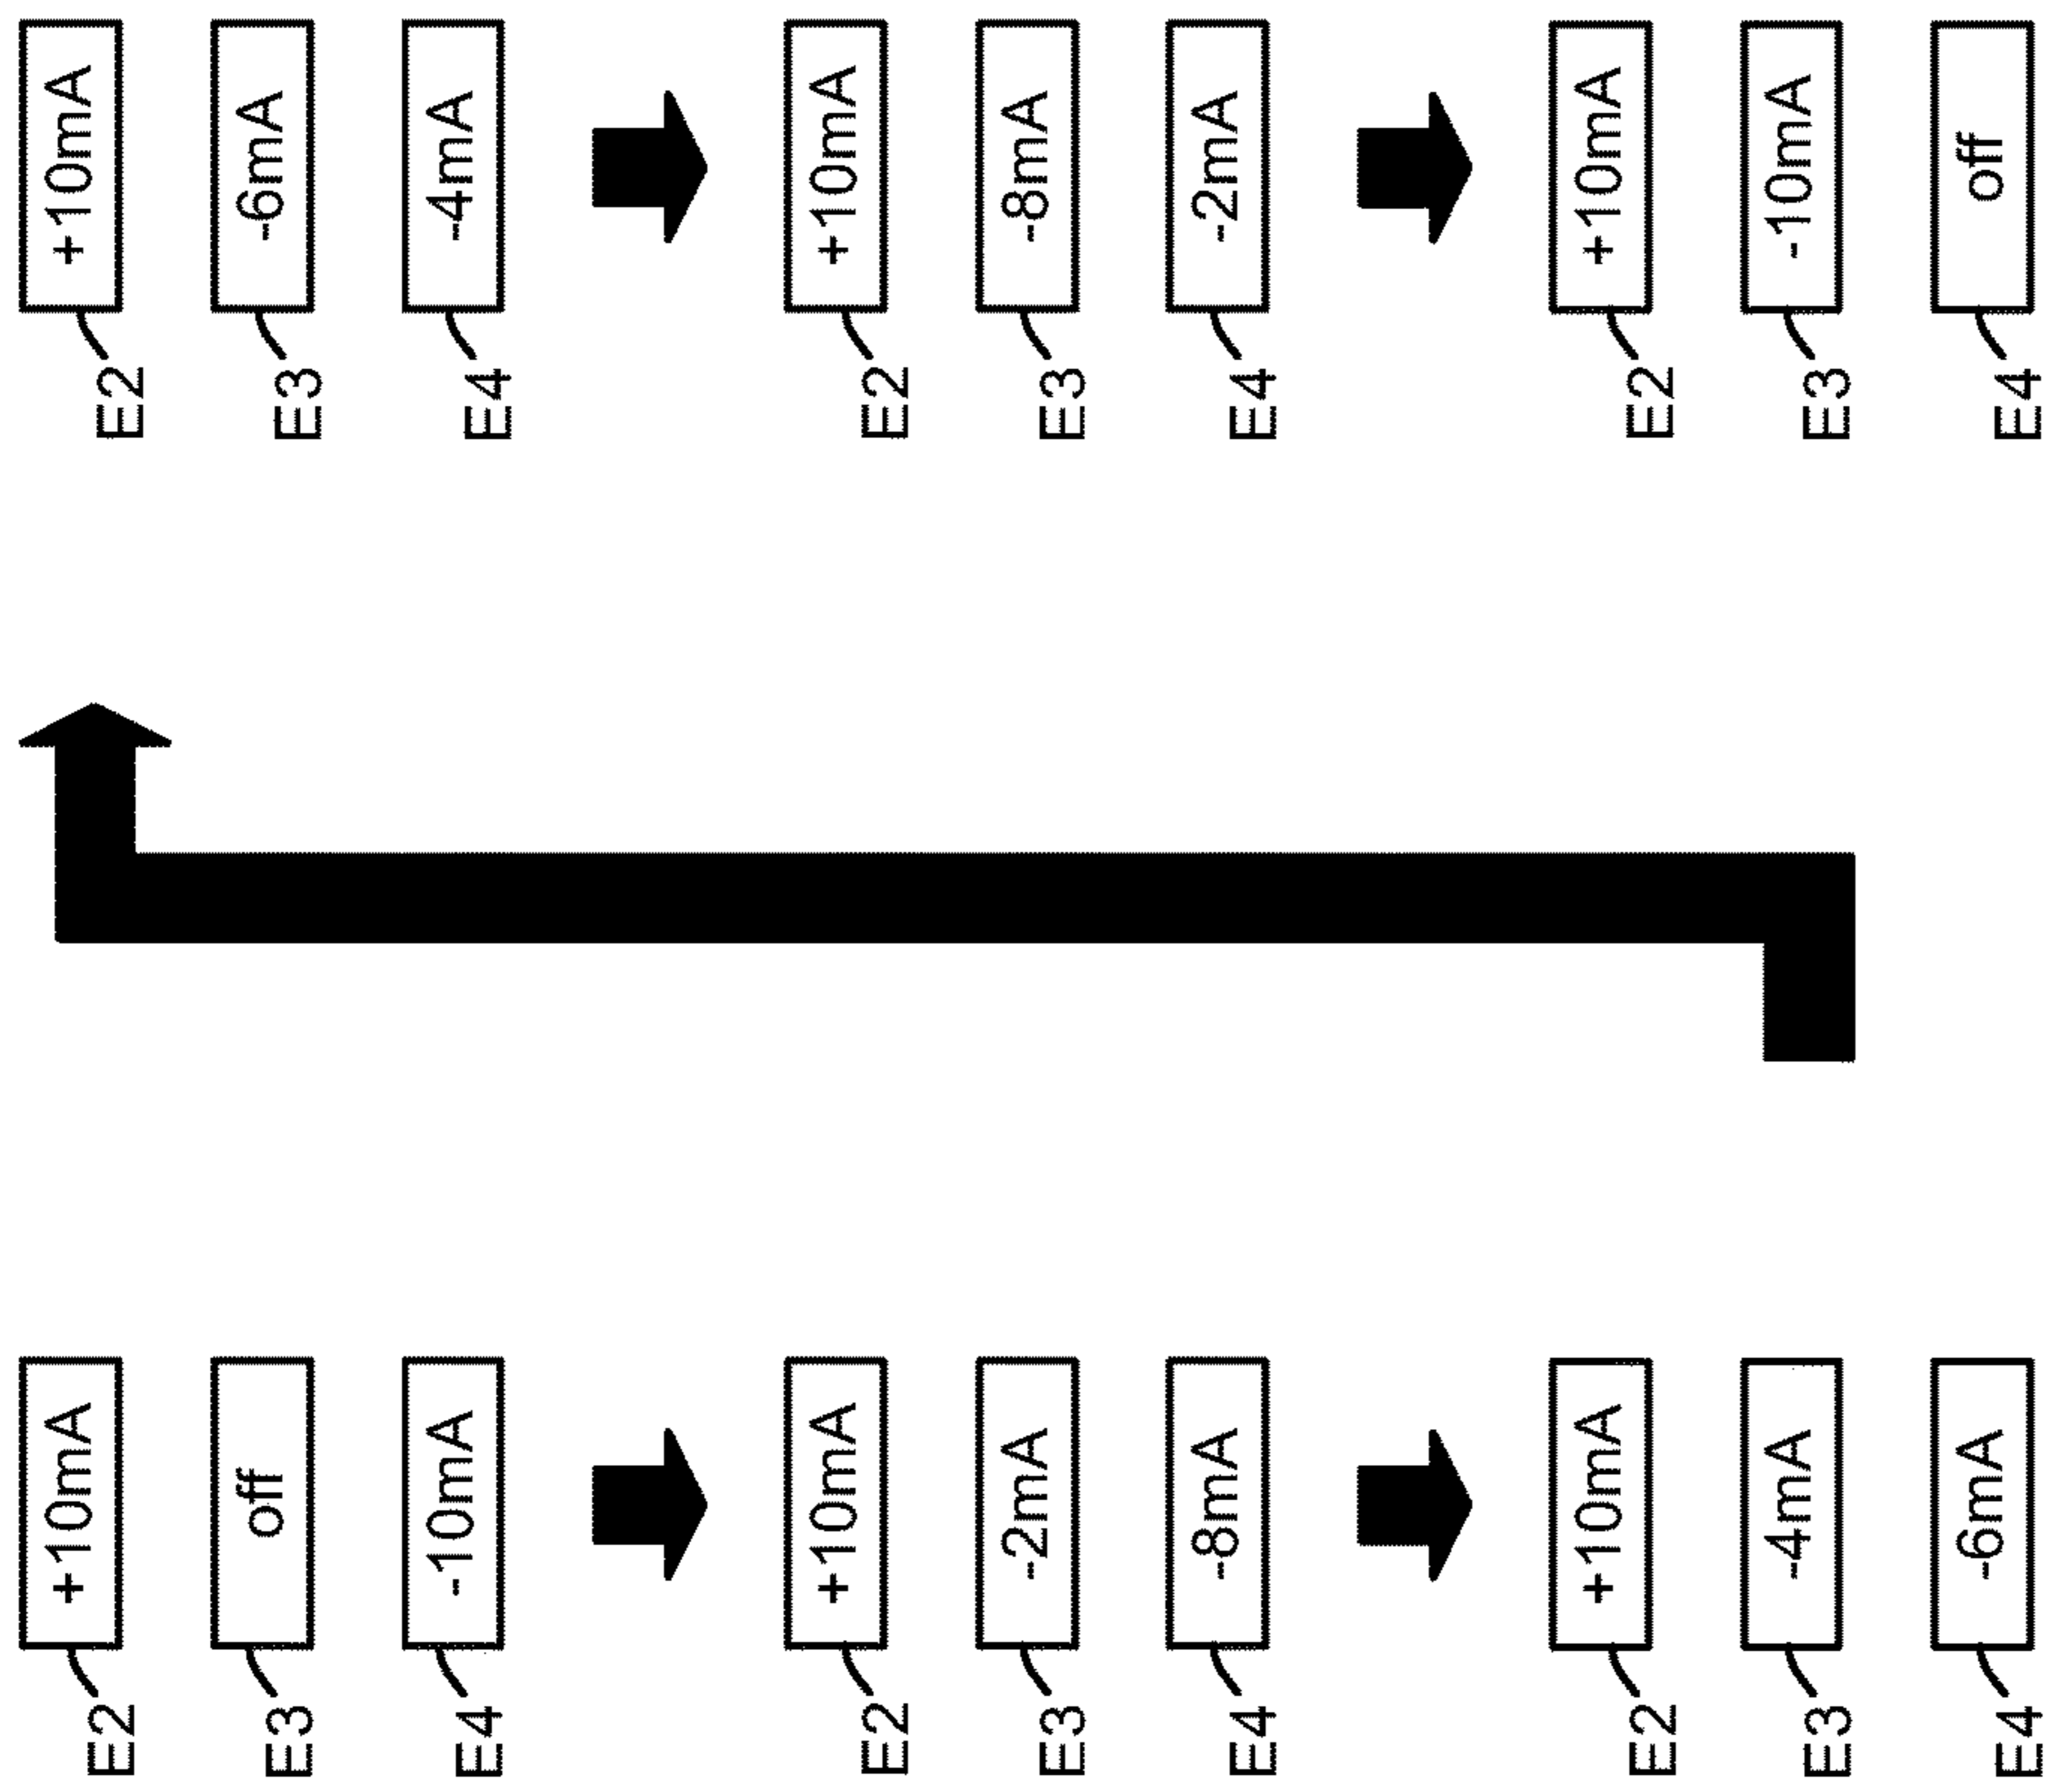 E2 +10mA
E3 off
E4 -10mA
E2 +10mA
E3 -2mA
E4 -8mA
E2 +10mA
E3 -4mA
E4 -6mA
E2 +10mA
E3 -6mA
E4 -4mA
E2 +10mA
E3 -8mA
E4 -2mA
E2 +10mA
E3 -10mA
E4 off